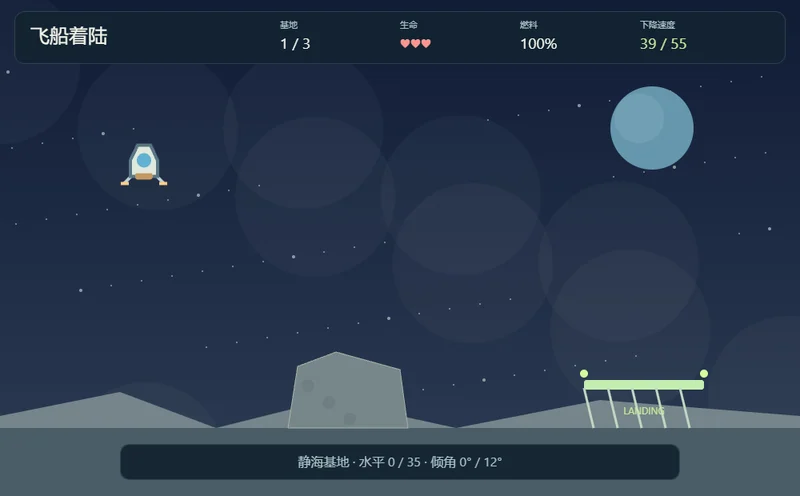 飞船着陆
基地
1 / 3
生命
燃料
100%
下降速度
39 / 55
LANDING
静海基地 · 水平 0 / 35 · 倾角 0° / 12°